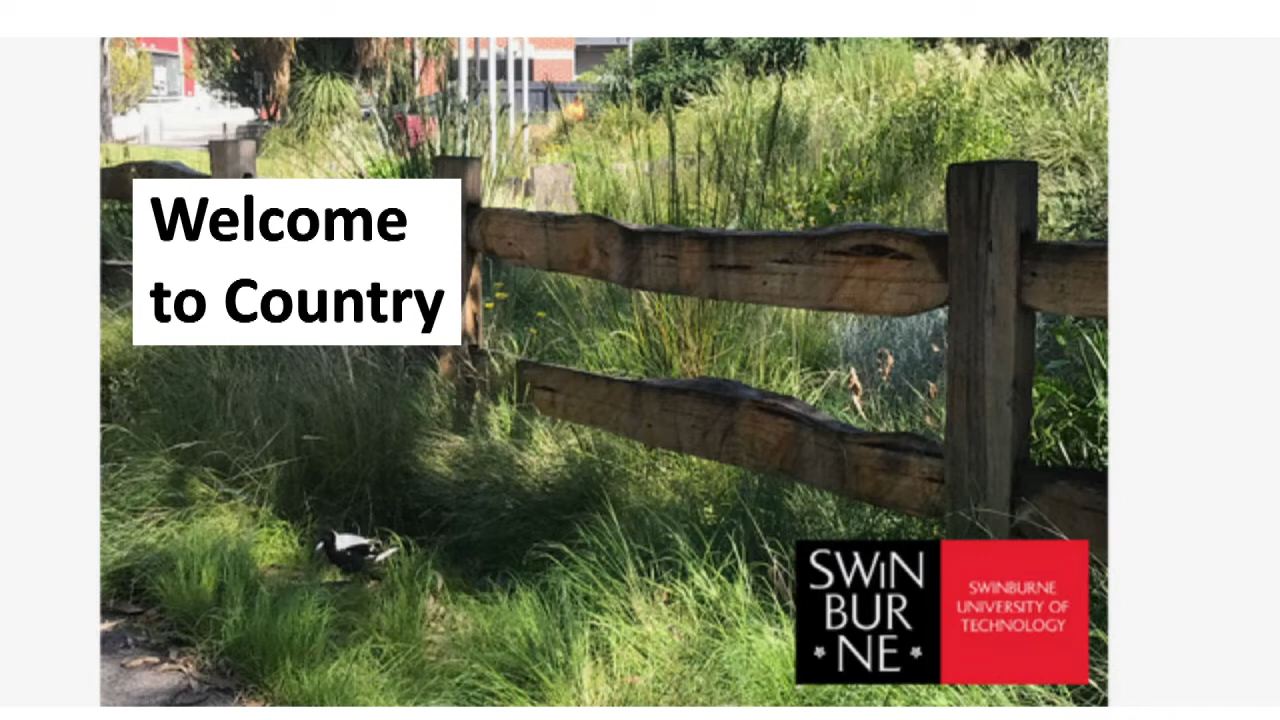 Welcome
to Country
SWIN
BUR
NE
SWINBURNE
UNIVERSITY OF
TECHNOLOGY